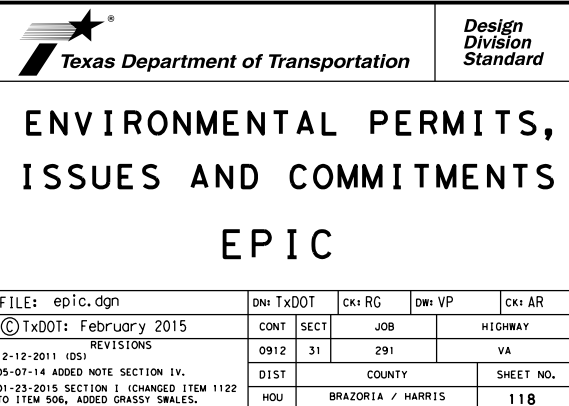 ®
Texas Department of Transportation
Design
Division
Standard
ENVIRONMENTAL PERMITS,
ISSUES AND COMMITMENTS
EPIC
FILE: epic.dgn DN: TxDOT CK: RG DW: VP CK: AR
© TxDOT: February 2015 CONT SECT JOB HIGHWAY
REVISIONS
2-12-2011 (DS) 0912 31 291 VA
05-07-14 ADDED NOTE SECTION IV. DIST COUNTY SHEET NO.
01-23-2015 SECTION I (CHANGED ITEM 1122
TO ITEM 506, ADDED GRASSY SWALES. HOU BRAZORIA / HARRIS 118